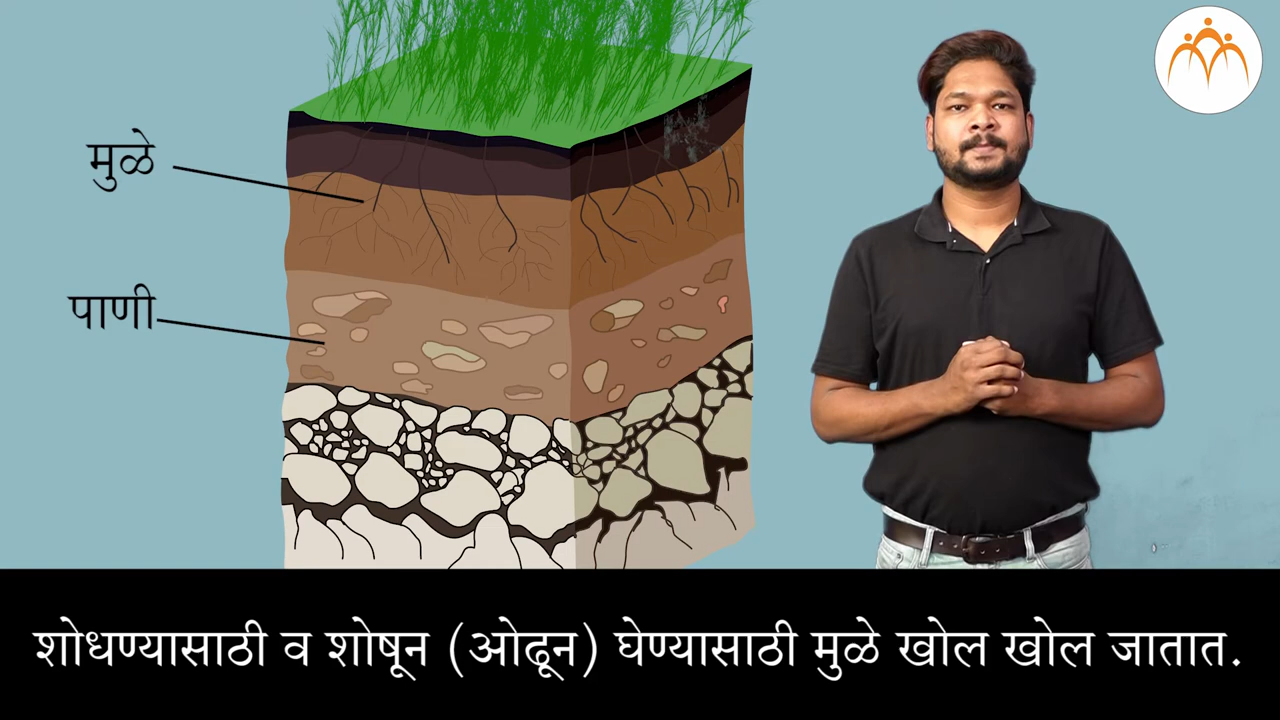 मुळे
पाणी
शोधण्यासाठी व शोषून (ओढून) घेण्यासाठी मुळे खोल खोल जातात.